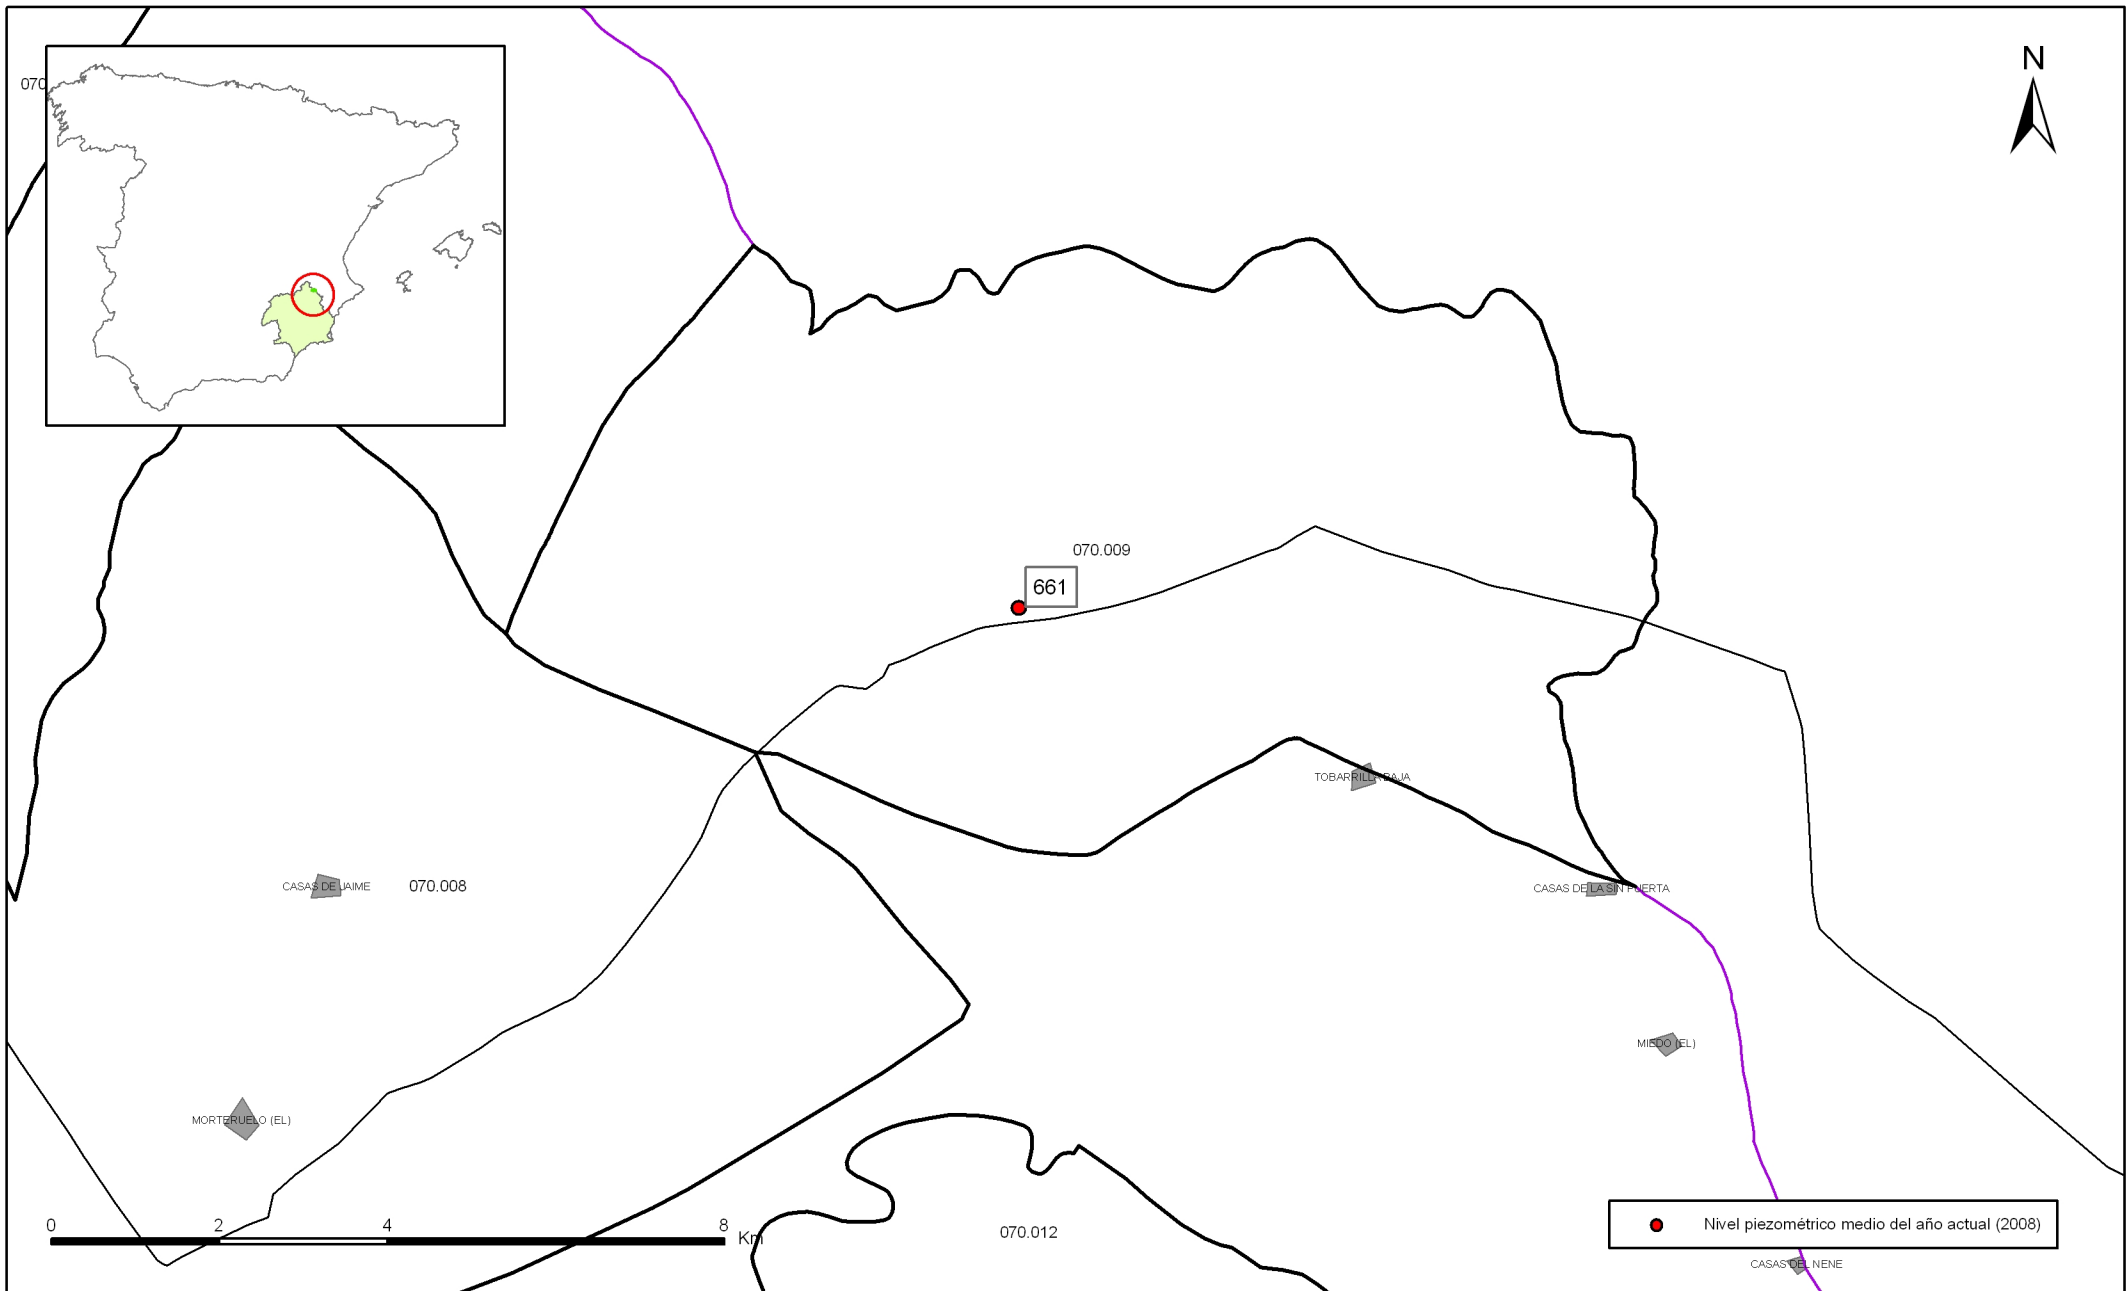 N
070
070.009
661
TOBARRILLA BAJA
CASAS DE JAIME
070.008
CASAS DE LA SIN PUERTA
MIEDO (EL)
MORTERUELO (EL)
0 2 4 8 Km
070.012
Nivel piezométrico medio del año actual (2008)
CASAS DEL NENE